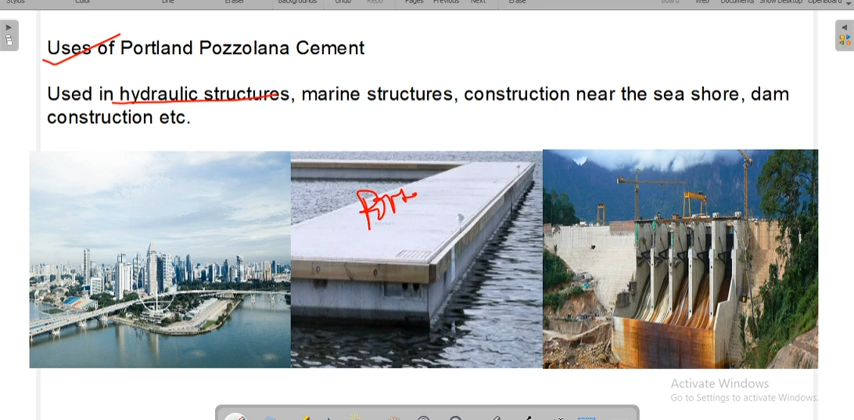 Stylus Color Line Eraser Backgrounds Undo Redo Pages Previous Next Erase Board Web Documents Show Desktop OpenBoard
Uses of Portland Pozzolana Cement
Used in hydraulic structures, marine structures, construction near the sea shore, dam
construction etc.
Activate Windows
Go to Settings to activate Windows.